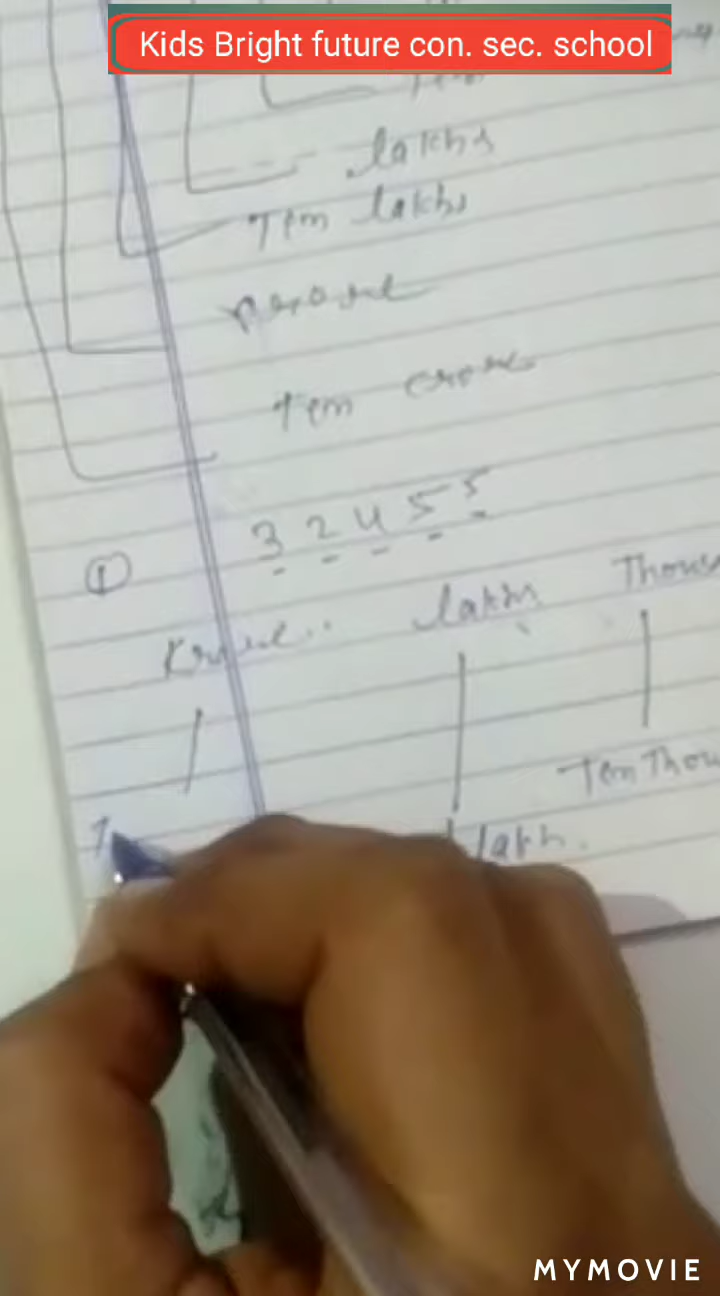 Kids Bright future con. sec. school
lakhs
Ten lakhs
Ten crore
① 3 2 4 5 5
lakhs Thous
Ten Thou
lakh.
MYMOVIE